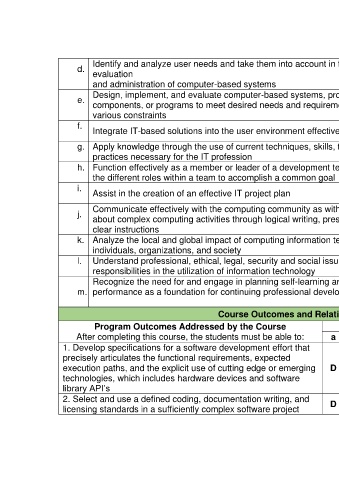 d. Identify and analyze user needs and take them into account in
evaluation
and administration of computer-based systems
e. Design, implement, and evaluate computer-based systems,
components, or programs to meet desired needs and
various constraints
f. Integrate IT-based solutions into the user environment
g. Apply knowledge through the use of current techniques, skills,
practices necessary for the IT profession
h. Function effectively as a member or leader of a development
the different roles within a team to accomplish a common goal
i. Assist in the creation of an effective IT project plan
j. Communicate effectively with the computing community as
about complex computing activities through logical writing,
clear instructions
k. Analyze the local and global impact of computing information
individuals, organizations, and society
l. Understand professional, ethical, legal, security and social
responsibilities in the utilization of information technology
Recognize the need for and engage in planning self-learning
m. performance as a foundation for continuing professional
Course Outcomes and
Program Outcomes Addressed by the Course
After completing this course, the students must be able to: a
1. Develop specifications for a software development effort that
precisely articulates the functional requirements, expected
execution paths, and the explicit use of cutting edge or emerging D
technologies, which includes hardware devices and software
library API's
2. Select and use a defined coding, documentation writing, and
licensing standards in a sufficiently complex software project D